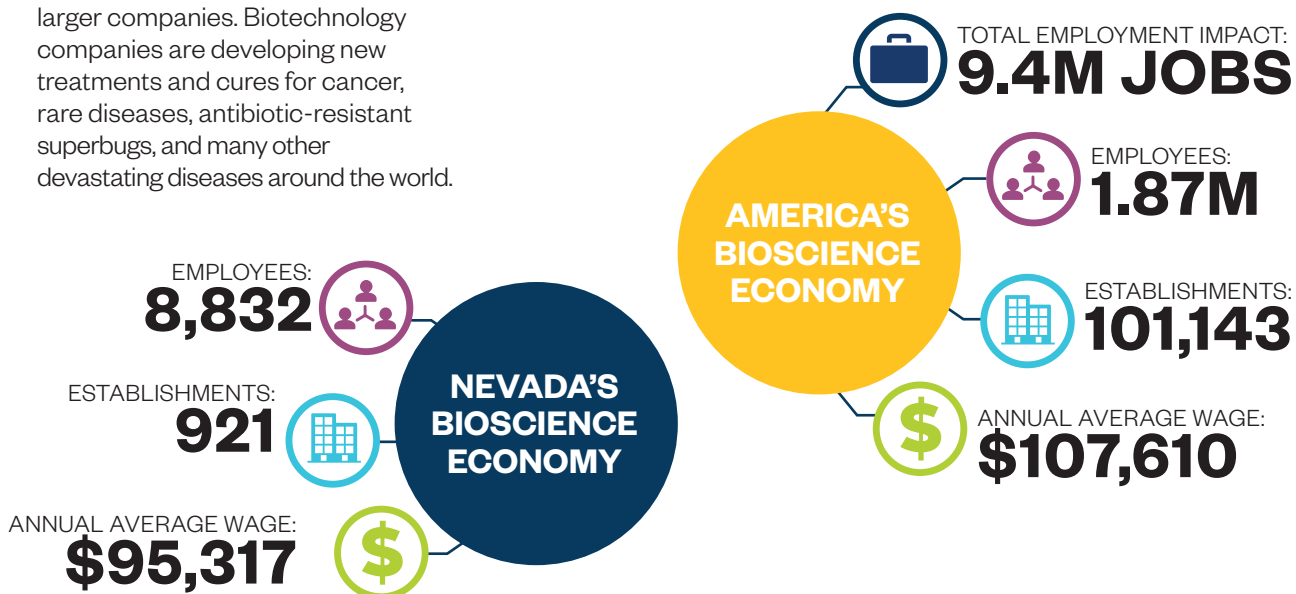 larger companies. Biotechnology
companies are developing new
treatments and cures for cancer,
rare diseases, antibiotic-resistant
superbugs, and many other
devastating diseases around the world.
EMPLOYEES:
8,832
ESTABLISHMENTS:
921
ANNUAL AVERAGE WAGE:
$95,317
$
NEVADA'S
BIOSCIENCE
ECONOMY
AMERICA'S
BIOSCIENCE
ECONOMY
TOTAL EMPLOYMENT IMPACT:
9.4M JOBS
EMPLOYEES:
1.87M
ESTABLISHMENTS:
101,143
$
ANNUAL AVERAGE WAGE:
$107,610